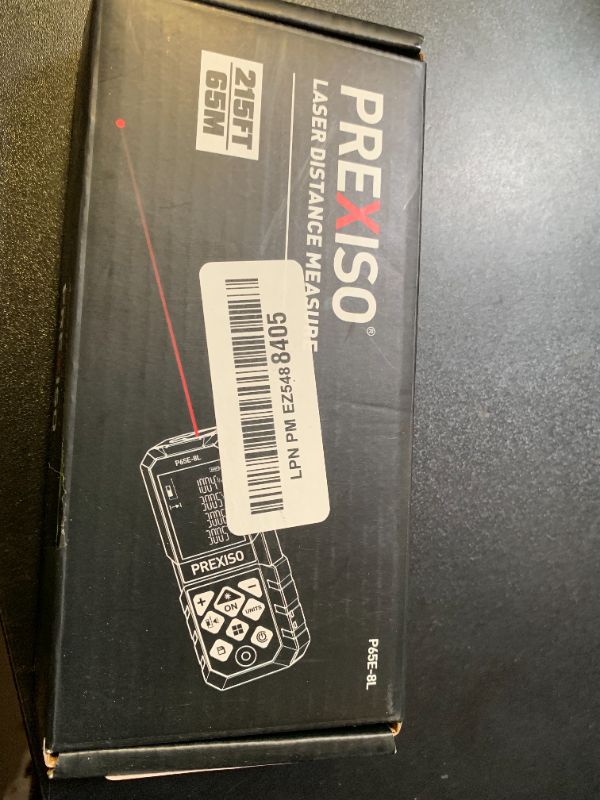 PREXISO®
LASER DISTANCE MEASURE
215FT
65M
LPN PM EZ5488405
P65E-8L
PREXISO
+
ON
−
UNITS
P65E-8L